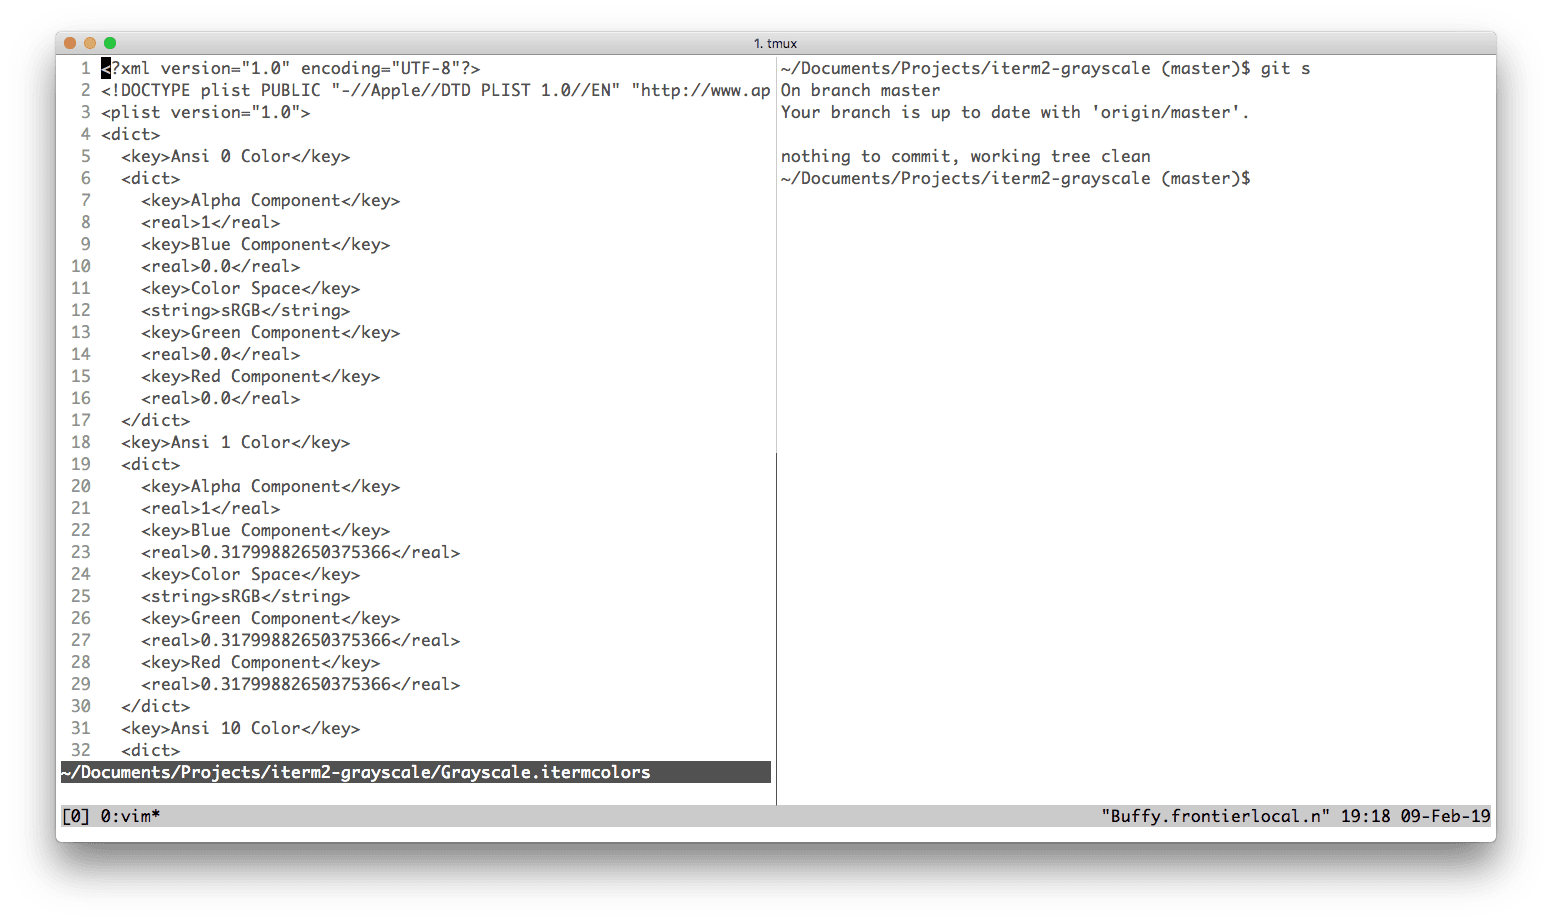 1. tmux
1 <?xml version="1.0" encoding="UTF-8"?>
2 <!DOCTYPE plist PUBLIC "-//Apple//DTD PLIST 1.0//EN" "http://www.ap
3 <plist version="1.0">
4 <dict>
5   <key>Ansi 0 Color</key>
6   <dict>
7     <key>Alpha Component</key>
8     <real>1</real>
9     <key>Blue Component</key>
10     <real>0.0</real>
11     <key>Color Space</key>
12     <string>sRGB</string>
13     <key>Green Component</key>
14     <real>0.0</real>
15     <key>Red Component</key>
16     <real>0.0</real>
17   </dict>
18   <key>Ansi 1 Color</key>
19   <dict>
20     <key>Alpha Component</key>
21     <real>1</real>
22     <key>Blue Component</key>
23     <real>0.31799882650375366</real>
24     <key>Color Space</key>
25     <string>sRGB</string>
26     <key>Green Component</key>
27     <real>0.31799882650375366</real>
28     <key>Red Component</key>
29     <real>0.31799882650375366</real>
30   </dict>
31   <key>Ansi 10 Color</key>
32   <dict>
~/Documents/Projects/iterm2-grayscale/Grayscale.itermcolors
~/Documents/Projects/iterm2-grayscale (master)$ git s
On branch master
Your branch is up to date with 'origin/master'.
nothing to commit, working tree clean
~/Documents/Projects/iterm2-grayscale (master)$
[0] 0:vim* "Buffy.frontierlocal.n" 19:18 09-Feb-19